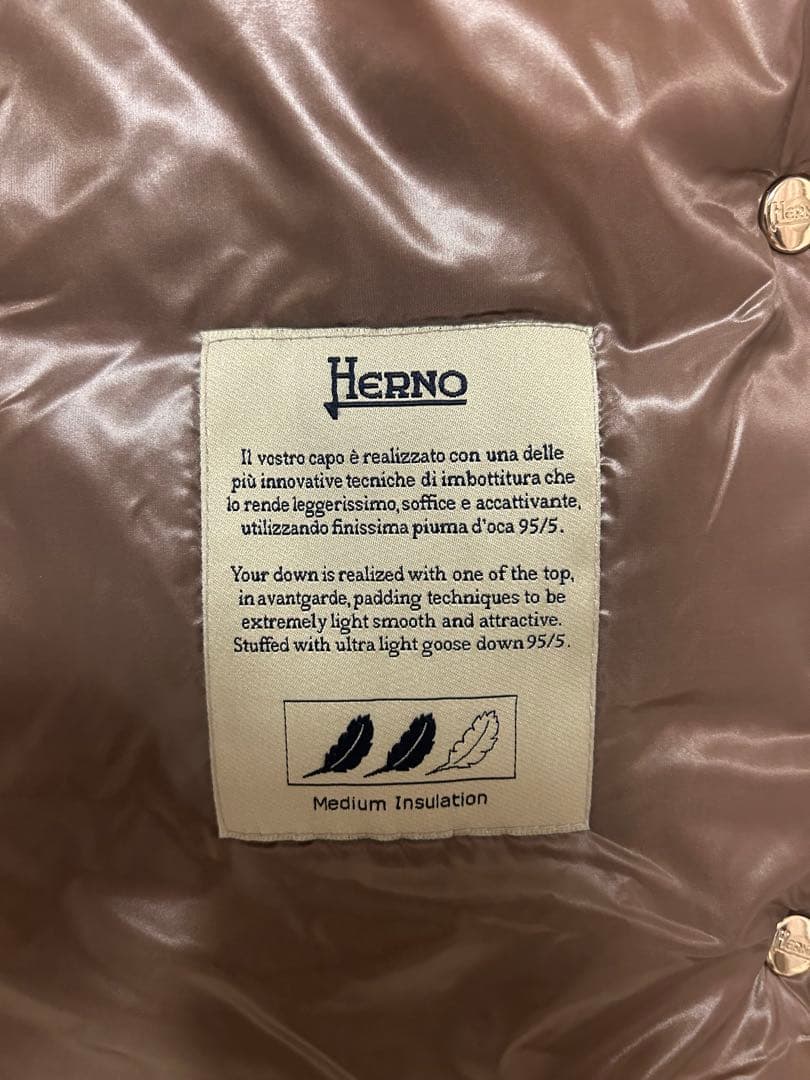 HERNO
HERNO
Il vostro capo è realizzato con una delle
più innovative tecniche di imbottitura che
lo rende leggerissimo, soffice e accattivante,
utilizzando finissima piuma d'oca 95/5.
Your down is realized with one of the top,
in avantgarde, padding techniques to be
extremely light smooth and attractive.
Stuffed with ultra light goose down 95/5.
Medium Insulation
HERNO